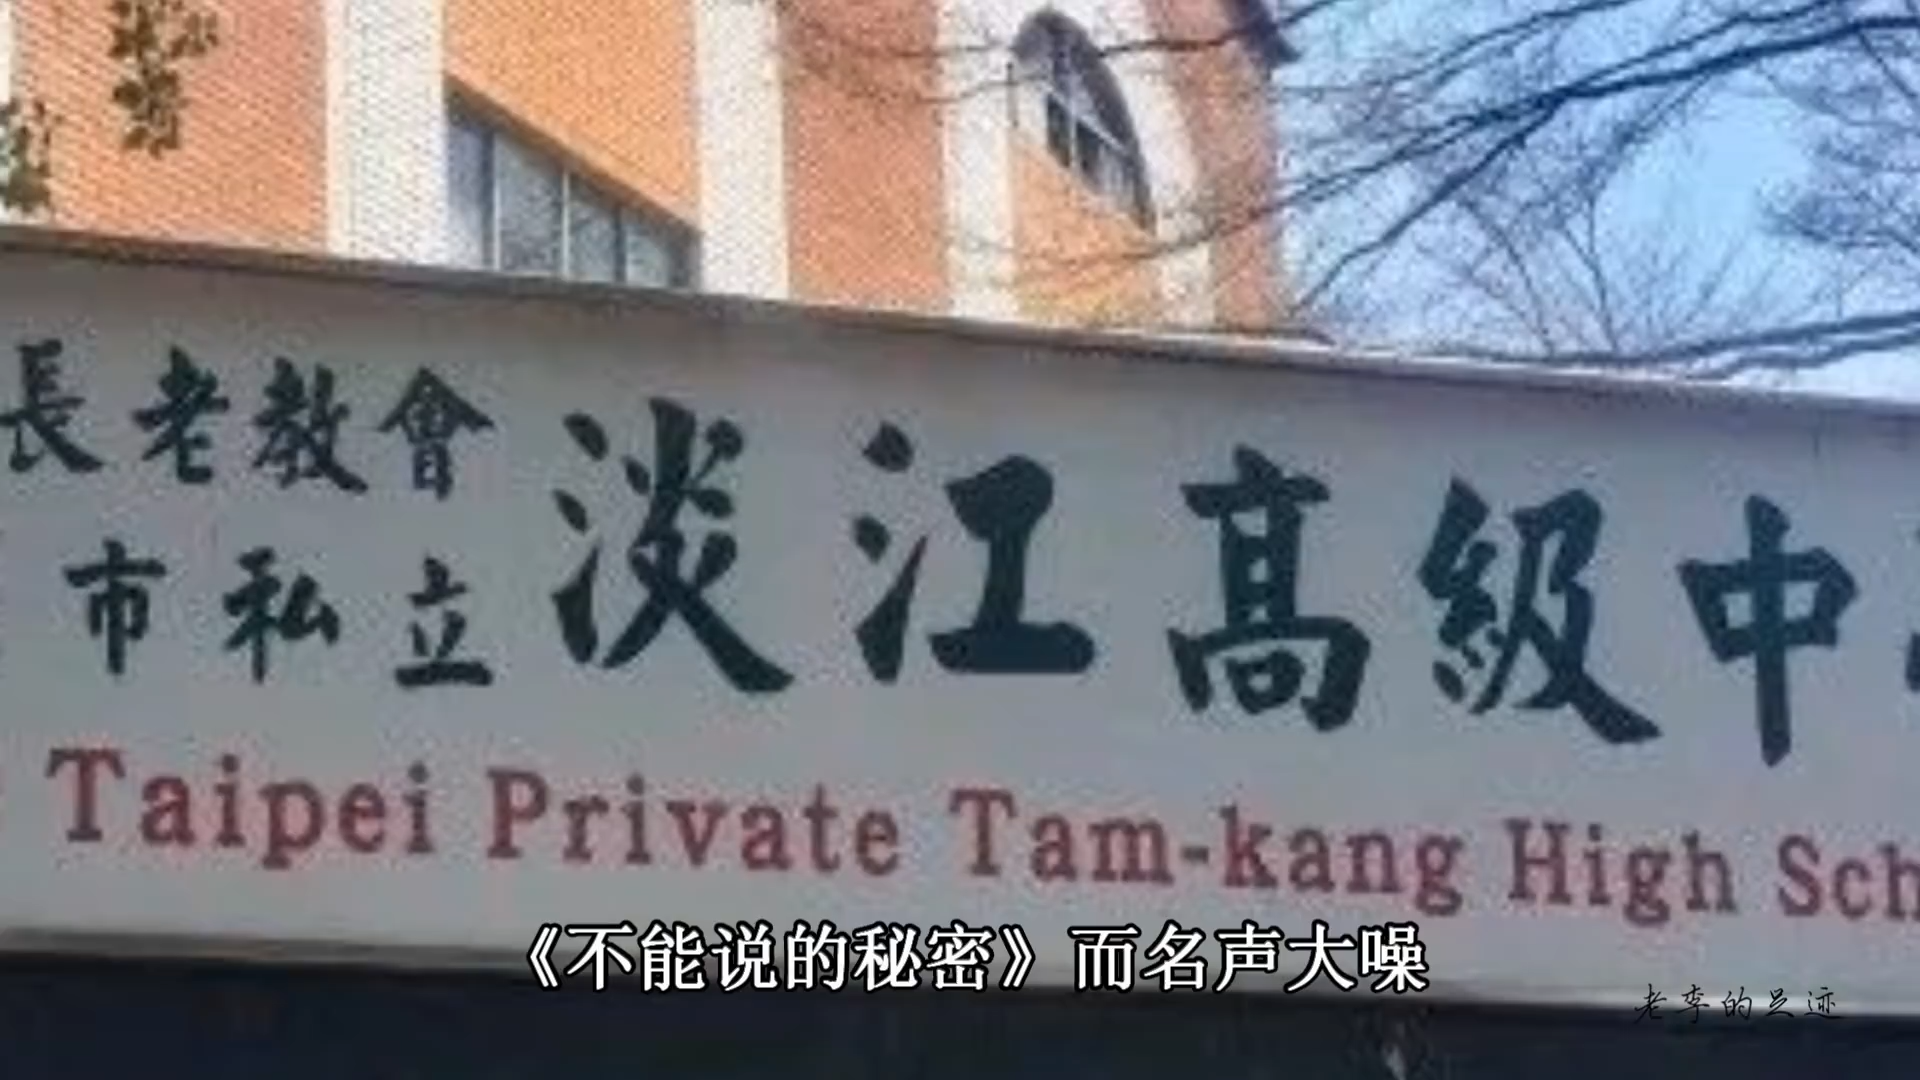 長老教會
市私立
淡江高級中
Taipei Private Tam-kang High Sch
《不能说的秘密》而名声大噪
老李的足迹